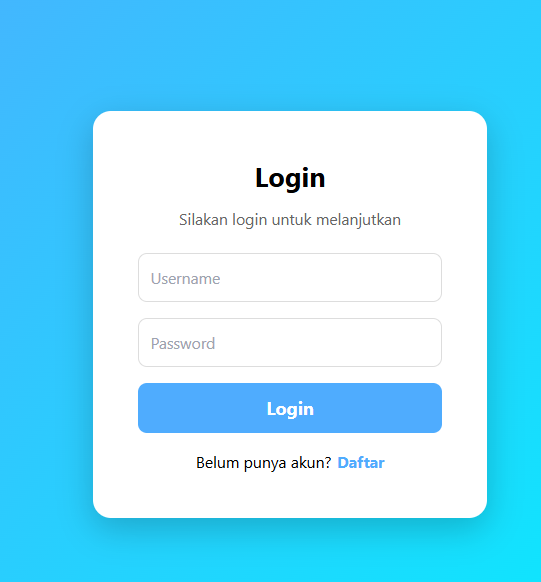 Login
Silakan login untuk melanjutkan
Username
Password
Login
Belum punya akun? Daftar